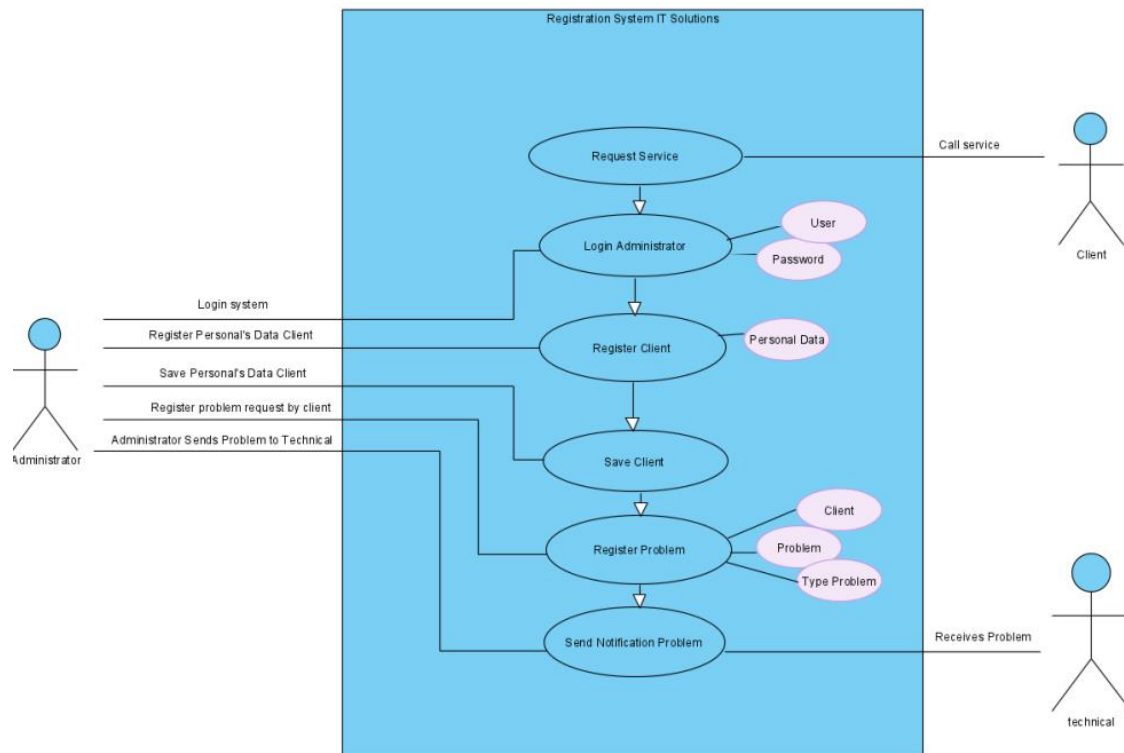 Registration System IT Solutions
Request Service
Call service
Client
User
Login Administrator
Password
Login system
Register Personal's Data Client
Register Client
Personal Data
Save Personal's Data Client
Register problem request by client
Administrator Sends Problem to Technical
Administrator
Save Client
Client
Register Problem
Problem
Type Problem
Send Notification Problem
Receives Problem
technical